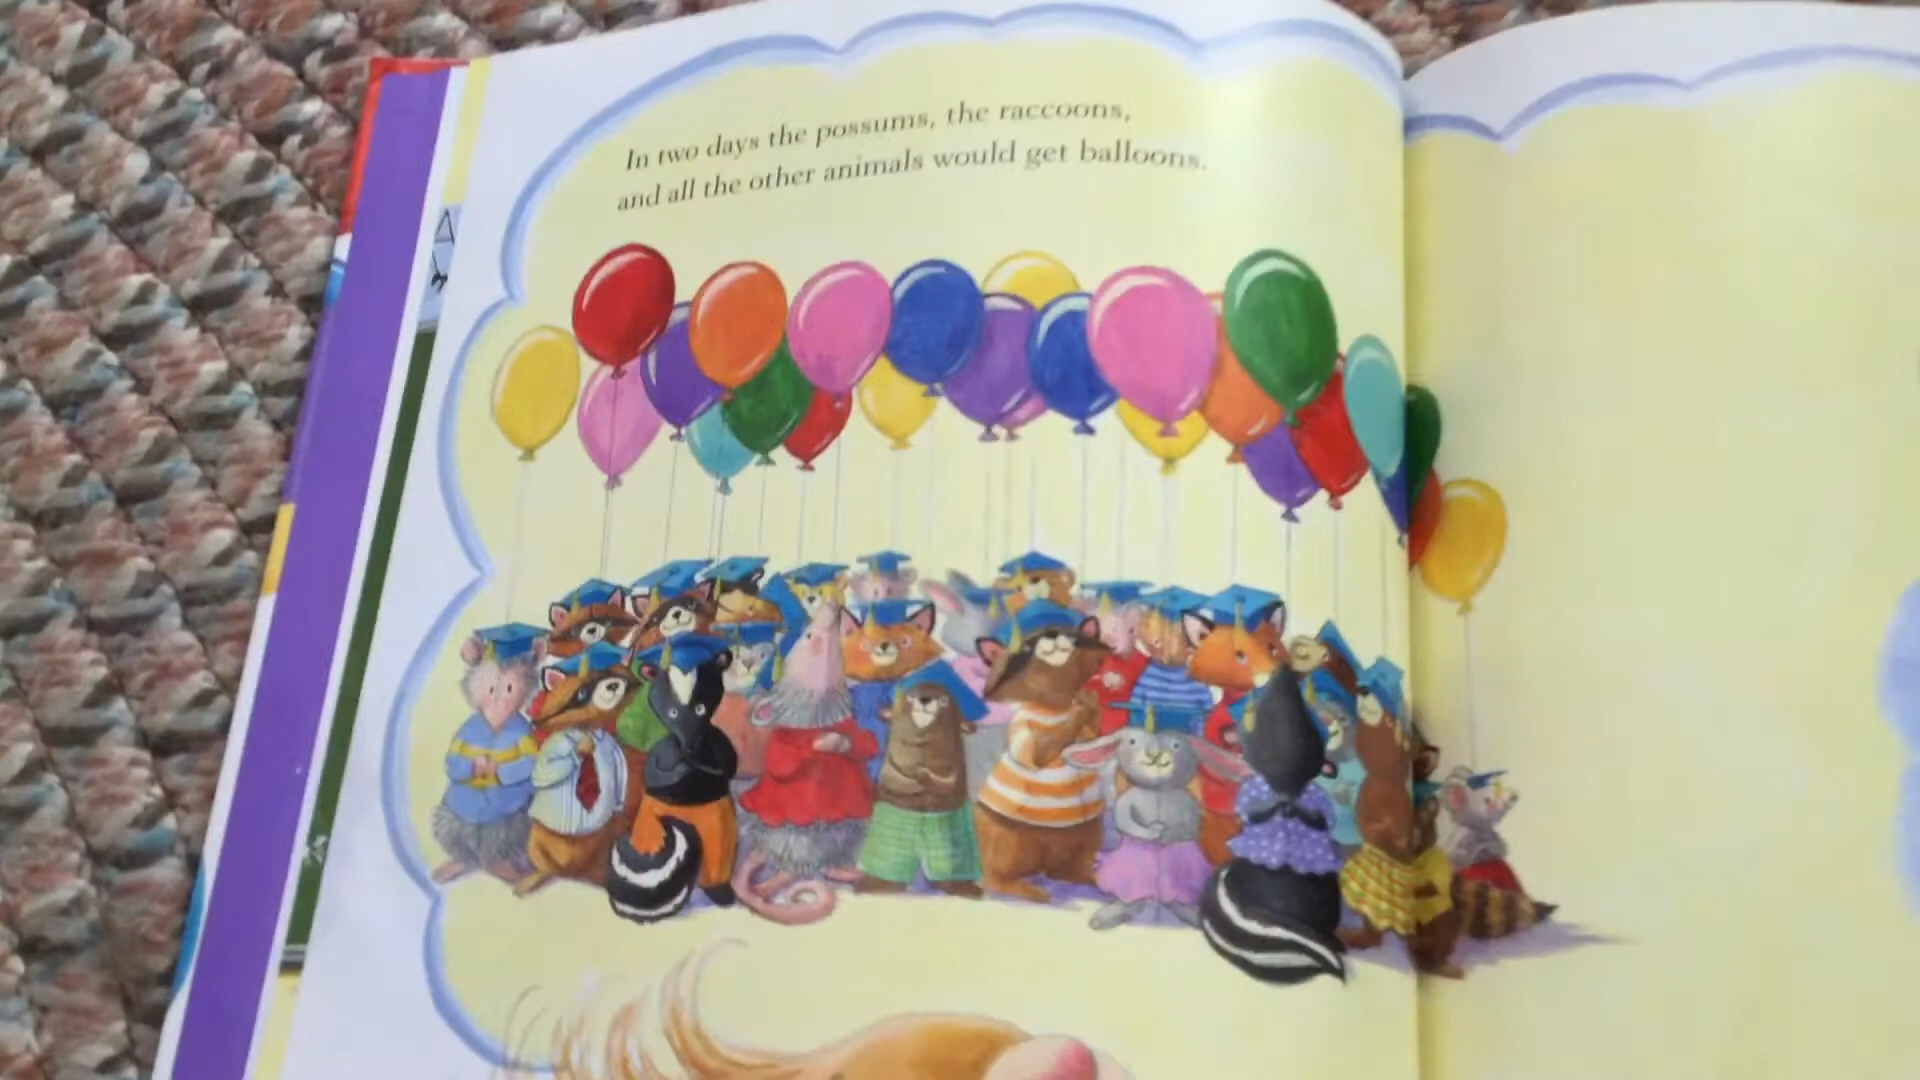 In two days the possums, the raccoons,
and all the other animals would get balloons.